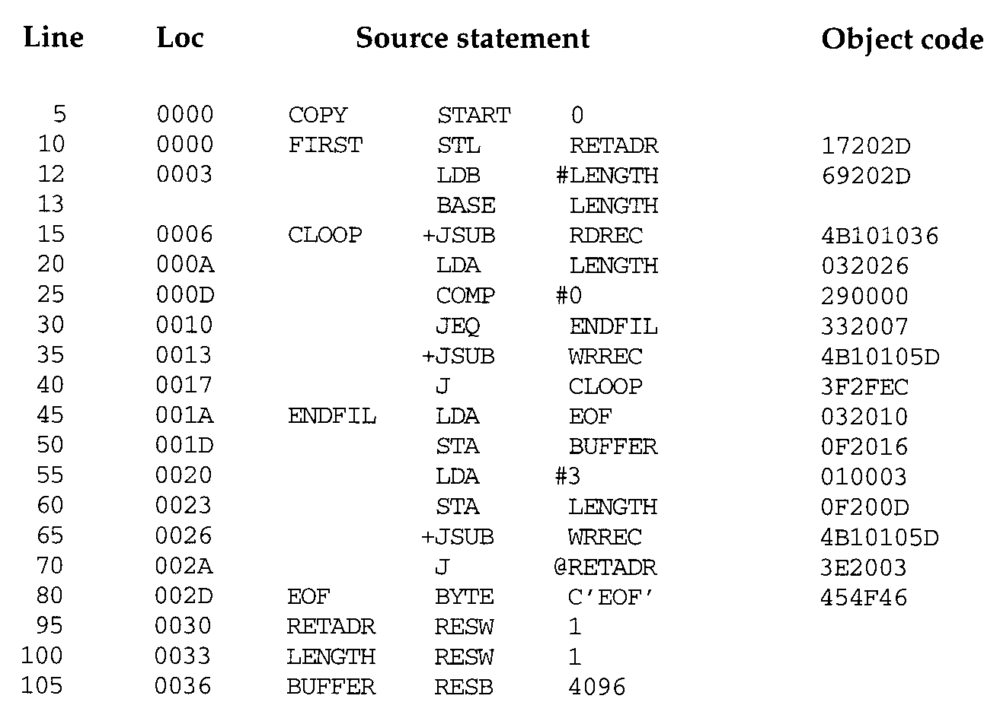 Line Loc Source statement Object code
5 0000 COPY START 0
10 0000 FIRST STL RETADR 17202D
12 0003 LDB #LENGTH 69202D
13 BASE LENGTH
15 0006 CLOOP +JSUB RDREC 4B101036
20 000A LDA LENGTH 032026
25 000D COMP #0 290000
30 0010 JEQ ENDFIL 332007
35 0013 +JSUB WRREC 4B10105D
40 0017 J CLOOP 3F2FEC
45 001A ENDFIL LDA EOF 032010
50 001D STA BUFFER 0F2016
55 0020 LDA #3 010003
60 0023 STA LENGTH 0F200D
65 0026 +JSUB WRREC 4B10105D
70 002A J @RETADR 3E2003
80 002D EOF BYTE C'EOF' 454F46
95 0030 RETADR RESW 1
100 0033 LENGTH RESW 1
105 0036 BUFFER RESB 4096